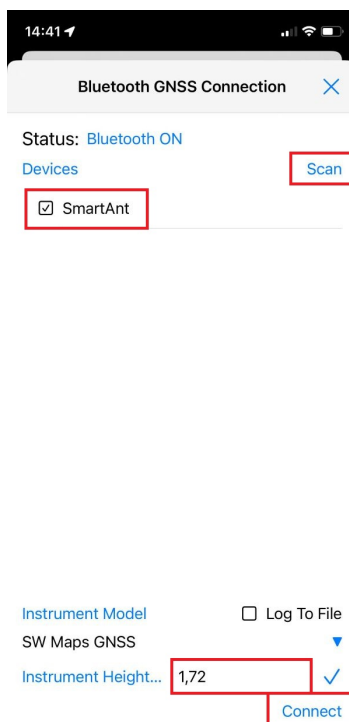 14:41
Bluetooth GNSS Connection
Status: Bluetooth ON
Devices Scan
SmartAnt
Instrument Model Log To File
SW Maps GNSS
Instrument Height... 1,72
Connect